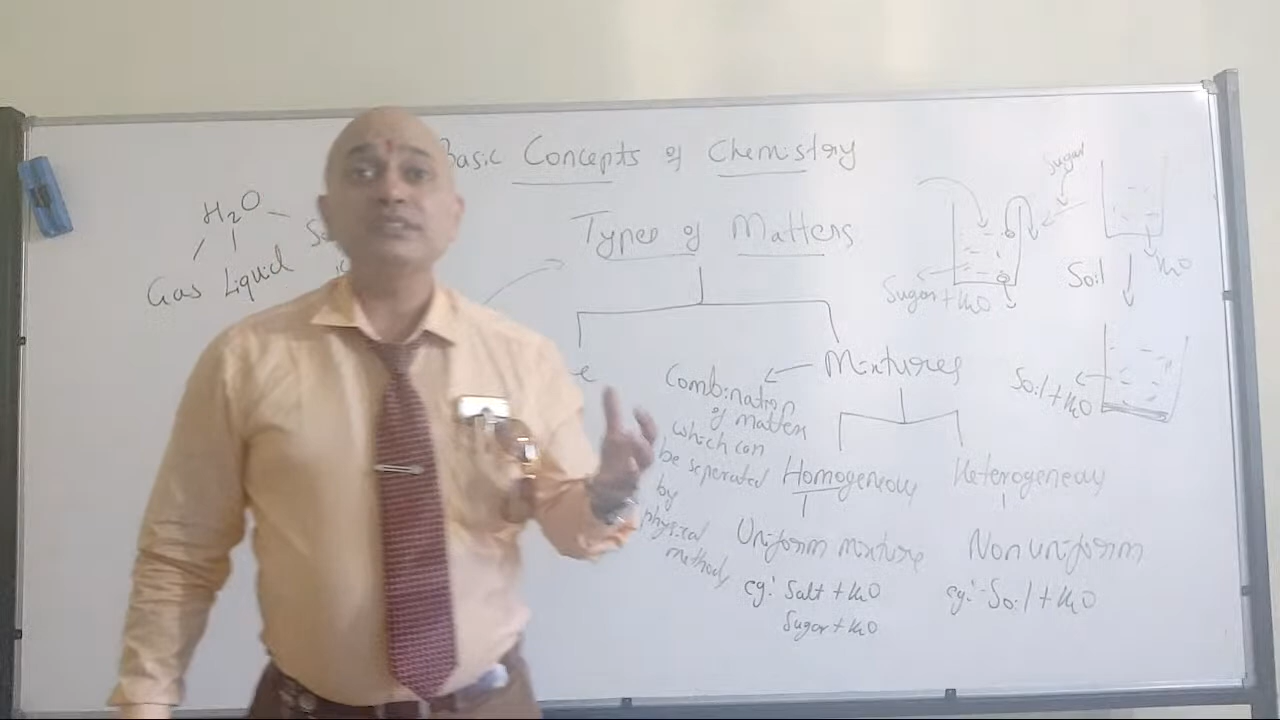 Basic Concepts of Chemistry
Types of Matters
H2O
Gas Liquid
Sugar
Sugar + H2O
Soil
H2O
Soil + H2O
Mixtures
Combination
of matters
which can
be seperated
by
physical
methods
Homogeneous Heterogeneous
Uniform mixture Non uniform
eg: Salt + H2O eg:- Soil + H2O
Sugar + H2O